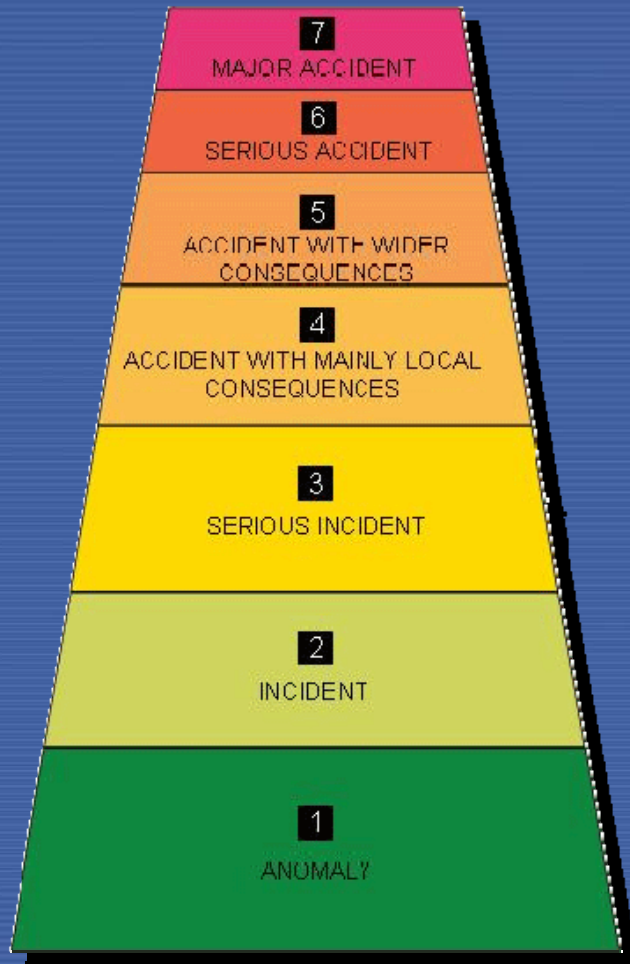 7
MAJOR ACCIDENT
6
SERIOUS ACCIDENT
5
ACCIDENT WITH WIDER
CONSEQUENCES
4
ACCIDENT WITH MAINLY LOCAL
CONSEQUENCES
3
SERIOUS INCIDENT
2
INCIDENT
1
ANOMALY